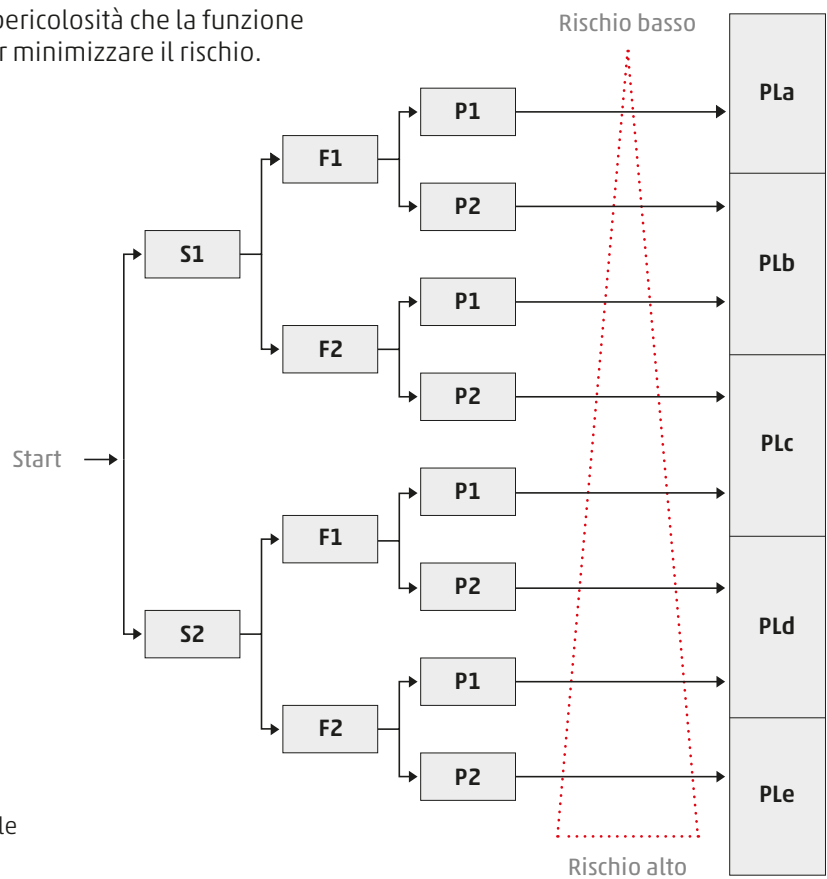 pericolosità che la funzione
r minimizzare il rischio.
Rischio basso
P1
PLa
F1
P2
S1
PLb
P1
F2
P2
PLc
Start
P1
F1
P2
PLd
S2
P1
F2
P2
PLe
le
Rischio alto